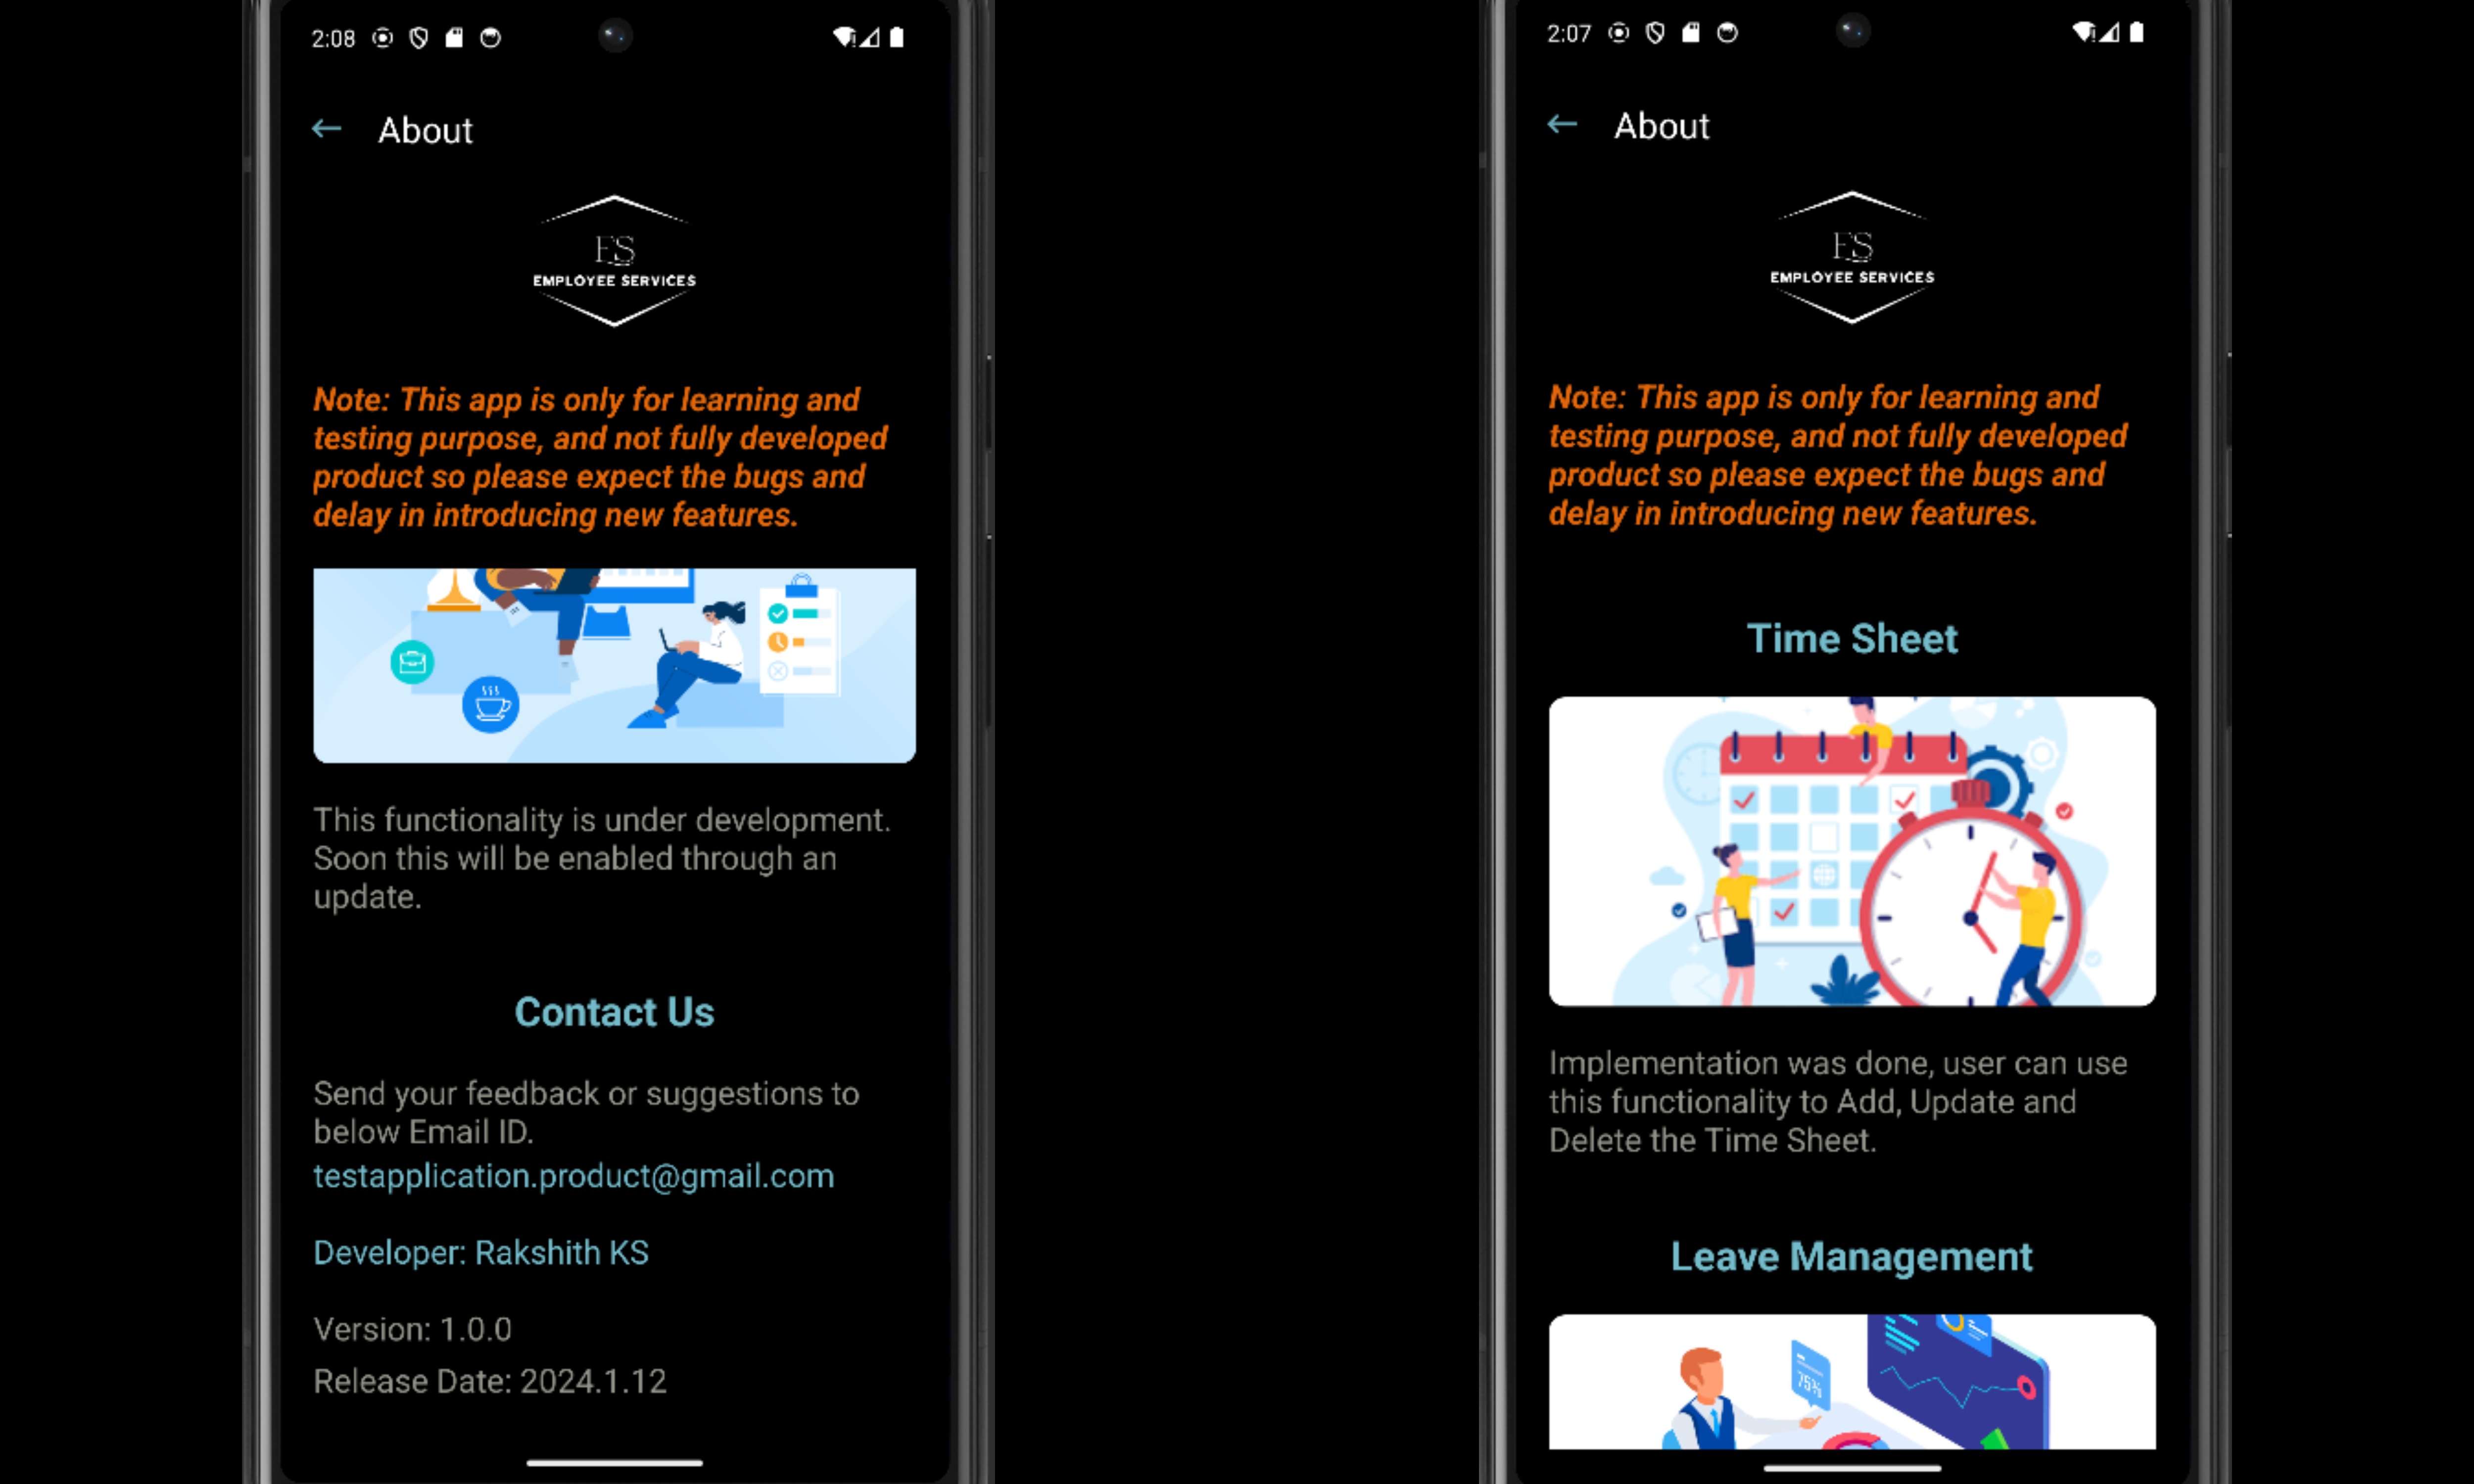 2:08
About
ES
EMPLOYEE SERVICES
Note: This app is only for learning and
testing purpose, and not fully developed
product so please expect the bugs and
delay in introducing new features.
This functionality is under development.
Soon this will be enabled through an
update.
Contact Us
Send your feedback or suggestions to
below Email ID.
testapplication.product@gmail.com
Developer: Rakshith KS
Version: 1.0.0
Release Date: 2024.1.12
2:07
About
ES
EMPLOYEE SERVICES
Note: This app is only for learning and
testing purpose, and not fully developed
product so please expect the bugs and
delay in introducing new features.
Time Sheet
Implementation was done, user can use
this functionality to Add, Update and
Delete the Time Sheet.
Leave Management
75%